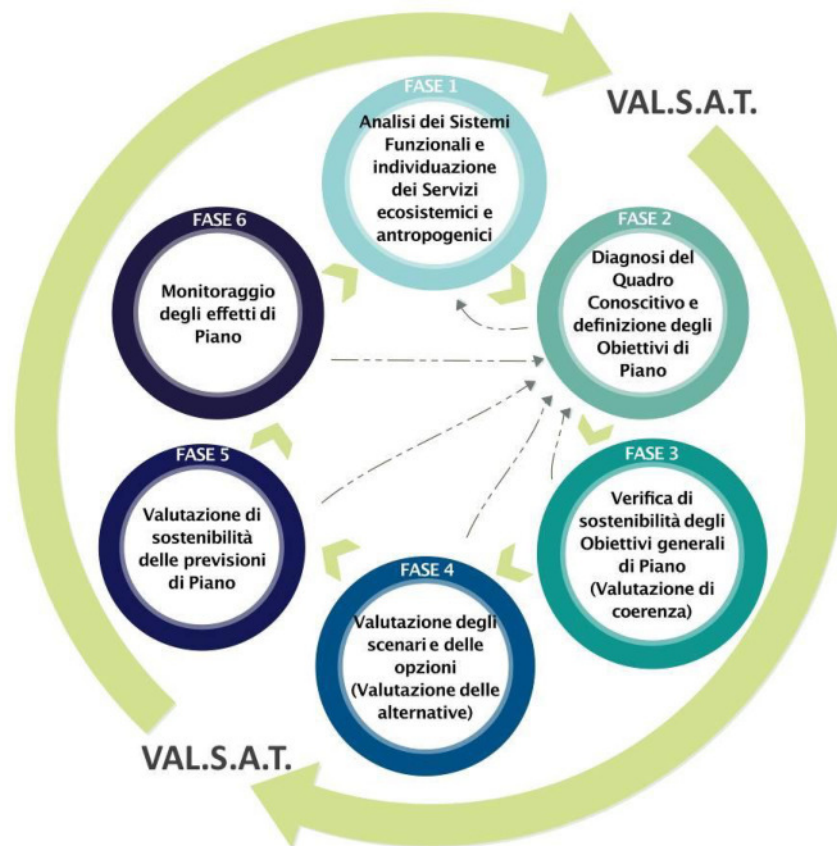 FASE 1
Analisi dei Sistemi
Funzionali e
individuazione
dei Servizi
ecosistemici e
antropogenici
VAL.S.A.T.
FASE 2
Diagnosi del
Quadro
Conoscitivo e
definizione degli
Obiettivi di
Piano
FASE 3
Verifica di
sostenibilità degli
Obiettivi generali
di Piano
(Valutazione di
coerenza)
FASE 4
Valutazione degli
scenari e delle
opzioni
(Valutazione delle
alternative)
FASE 5
Valutazione di
sostenibilità
delle previsioni
di Piano
FASE 6
Monitoraggio
degli effetti di
Piano
VAL.S.A.T.